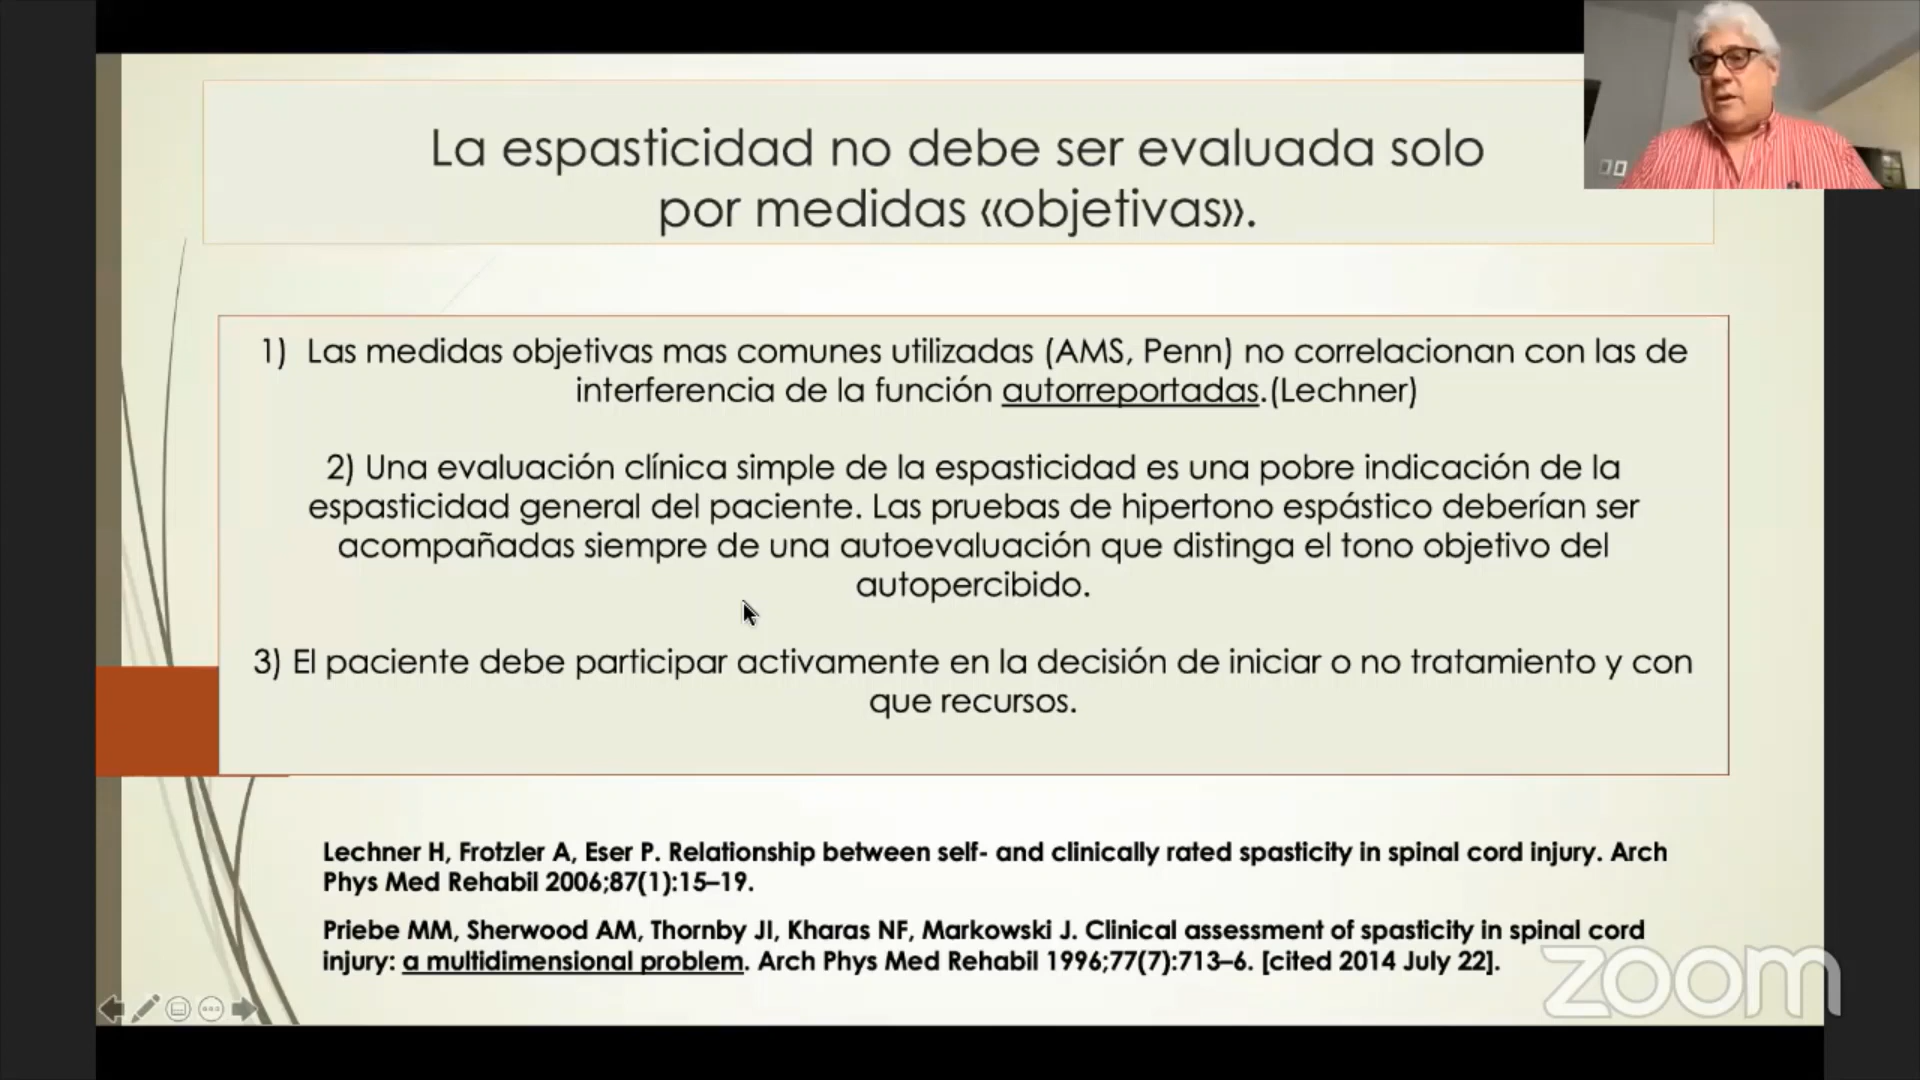 La espasticidad no debe ser evaluada solo
por medidas «objetivas».
1) Las medidas objetivas mas comunes utilizadas (AMS, Penn) no correlacionan con las de
interferencia de la función autorreportadas.(Lechner)
2) Una evaluación clínica simple de la espasticidad es una pobre indicación de la
espasticidad general del paciente. Las pruebas de hipertono espástico deberían ser
acompañadas siempre de una autoevaluación que distinga el tono objetivo del
autopercibido.
3) El paciente debe participar activamente en la decisión de iniciar o no tratamiento y con
que recursos.
Lechner H, Frotzler A, Eser P. Relationship between self- and clinically rated spasticity in spinal cord injury. Arch
Phys Med Rehabil 2006;87(1):15–19.
Priebe MM, Sherwood AM, Thornby JI, Kharas NF, Markowski J. Clinical assessment of spasticity in spinal cord
injury: a multidimensional problem. Arch Phys Med Rehabil 1996;77(7):713–6. [cited 2014 July 22].
zoom